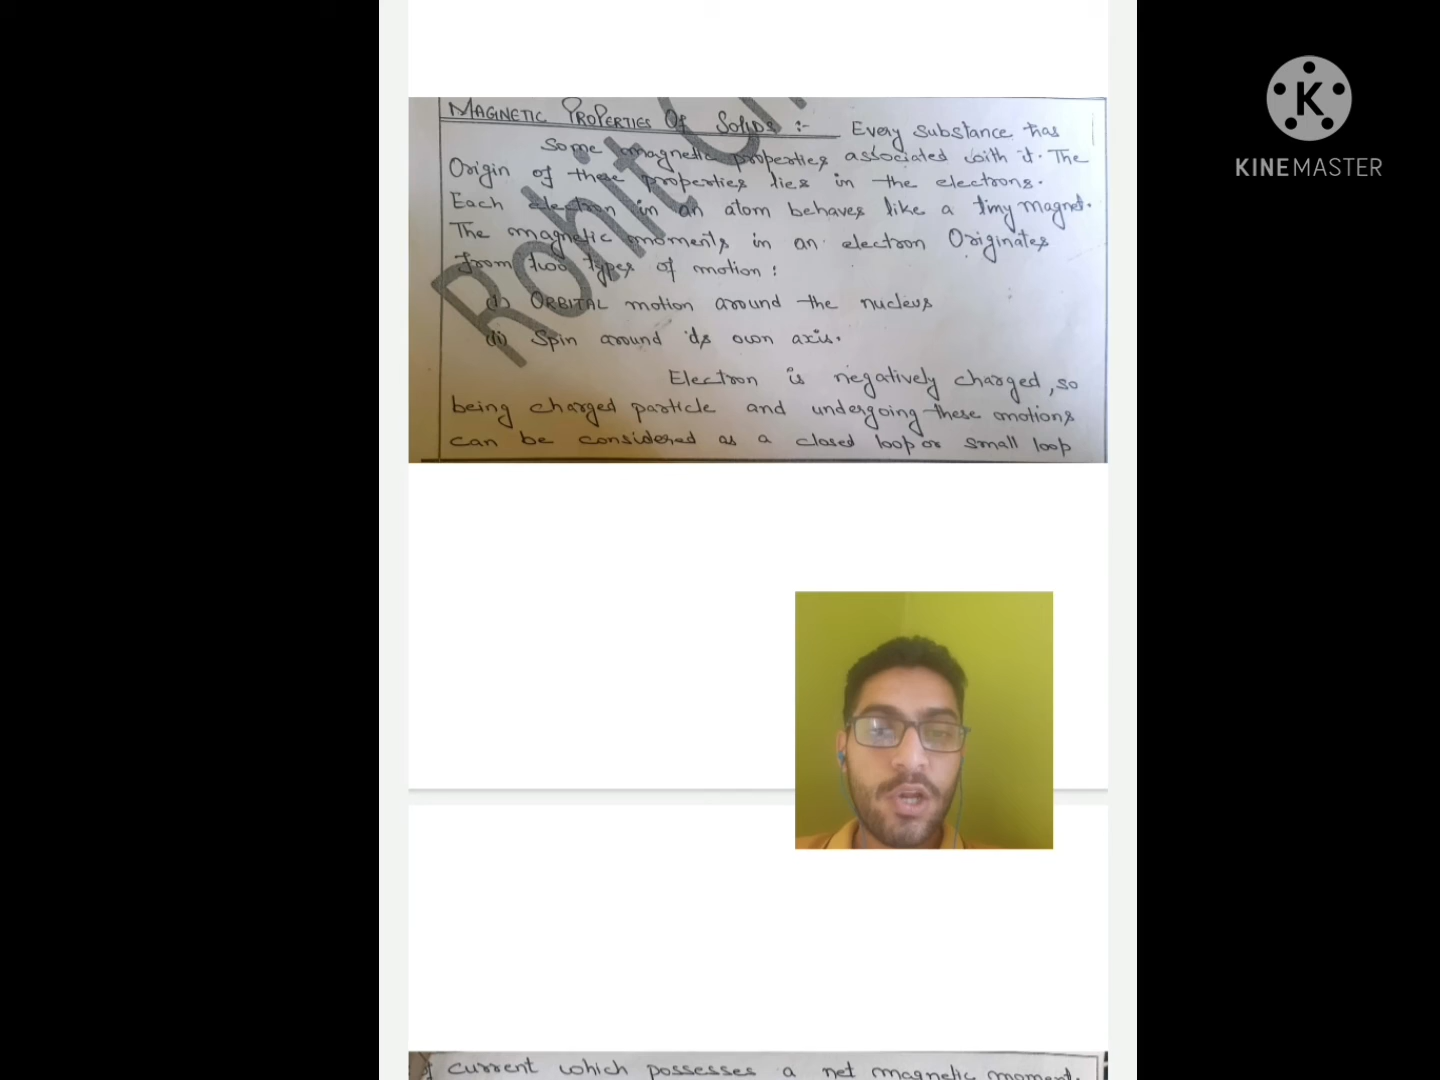 MAGINETIC PROPERTIES OF SOLIDS :- Every substance has
Some magnetic properties associated with it. The
Origin of these properties lies in the electrons.
Each electron in an atom behaves like a tiny magnet.
The magnetic moments in an electron Originates
from two types of motion :
(i) ORBITAL motion around the nucleus
(ii) Spin around its own axis.
Electron is negatively charged, so
being charged particle and undergoing these motions
can be considered as a closed loop or small loop
of current which possesses a net magnetic moment.
Rohit
K
KINEMASTER